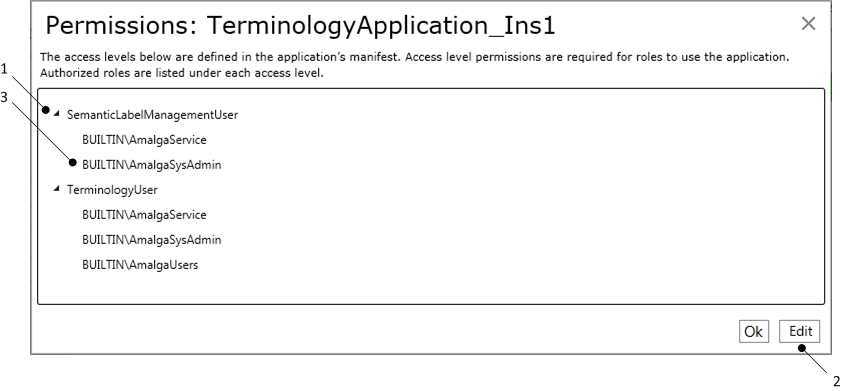 Permissions: TerminologyApplication_Ins1
The access levels below are defined in the application's manifest. Access level permissions are required for roles to use the application.
Authorized roles are listed under each access level.
1
3
SemanticLabelManagementUser
BUILTIN\AmalgaService
BUILTIN\AmalgaSysAdmin
TerminologyUser
BUILTIN\AmalgaService
BUILTIN\AmalgaSysAdmin
BUILTIN\AmalgaUsers
Ok Edit
2